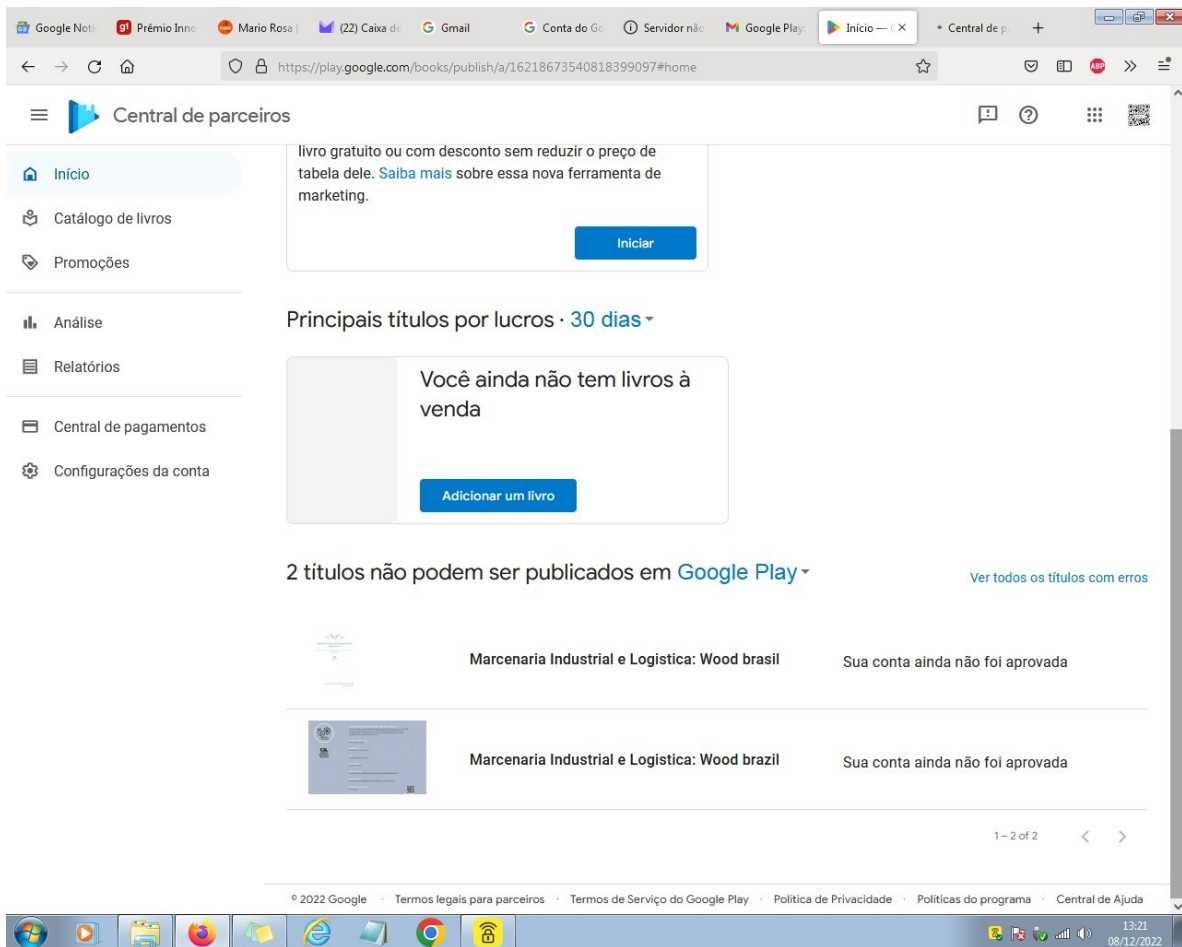 Google Noti
g1 Prêmio Inno
Mario Rosa |
(22) Caixa de
G Gmail
G Conta do Go
Servidor não
Google Play
Início — C
Central de p
https://play.google.com/books/publish/a/16218673540818399097#home
ABP
Central de parceiros
Início
Catálogo de livros
Promoções
Análise
Relatórios
Central de pagamentos
Configurações da conta
livro gratuito ou com desconto sem reduzir o preço de
tabela dele. Saiba mais sobre essa nova ferramenta de
marketing.
Iniciar
Principais títulos por lucros · 30 dias
Você ainda não tem livros à
venda
Adicionar um livro
2 títulos não podem ser publicados em Google Play
Ver todos os títulos com erros
Marcenaria Industrial e Logistica: Wood brasil
Sua conta ainda não foi aprovada
Marcenaria Industrial e Logistica: Wood brazil
Sua conta ainda não foi aprovada
1 – 2 of 2
© 2022 Google · Termos legais para parceiros · Termos de Serviço do Google Play · Política de Privacidade · Políticas do programa · Central de Ajuda
13:21
08/12/2022